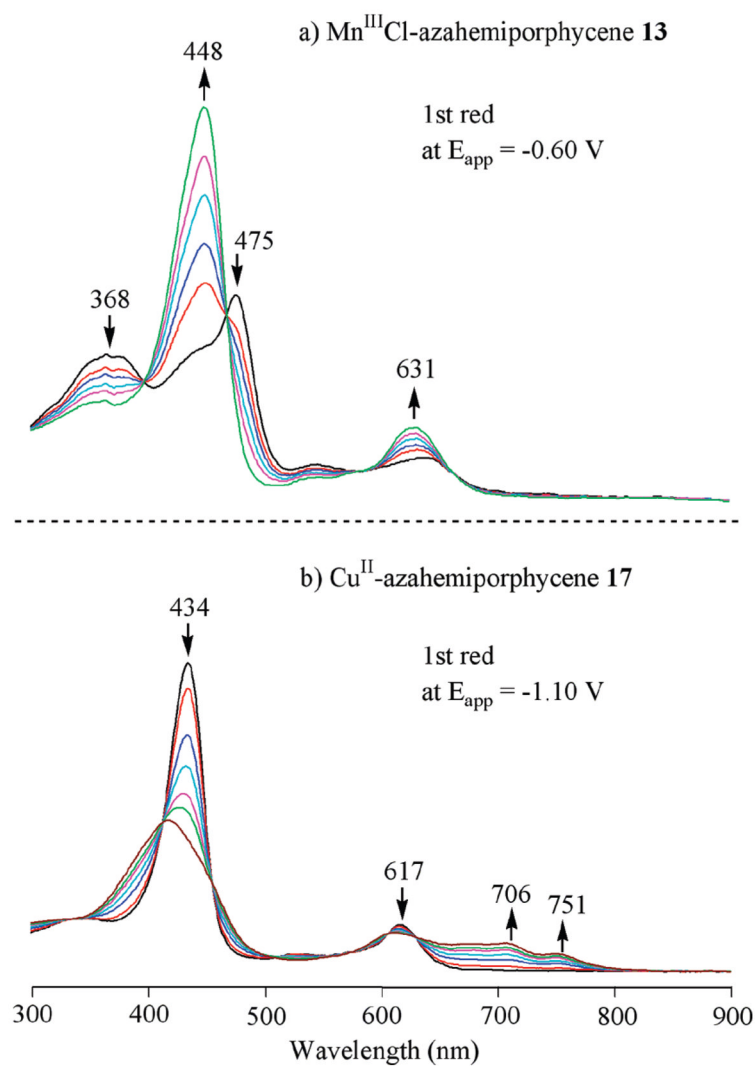 a) Mn^III Cl-azahemiporphycene 13
448
1st red
at E_app = -0.60 V
475
368
631
b) Cu^II-azahemiporphycene 17
434
1st red
at E_app = -1.10 V
617
706
751
300 400 500 600 700 800 900
Wavelength (nm)